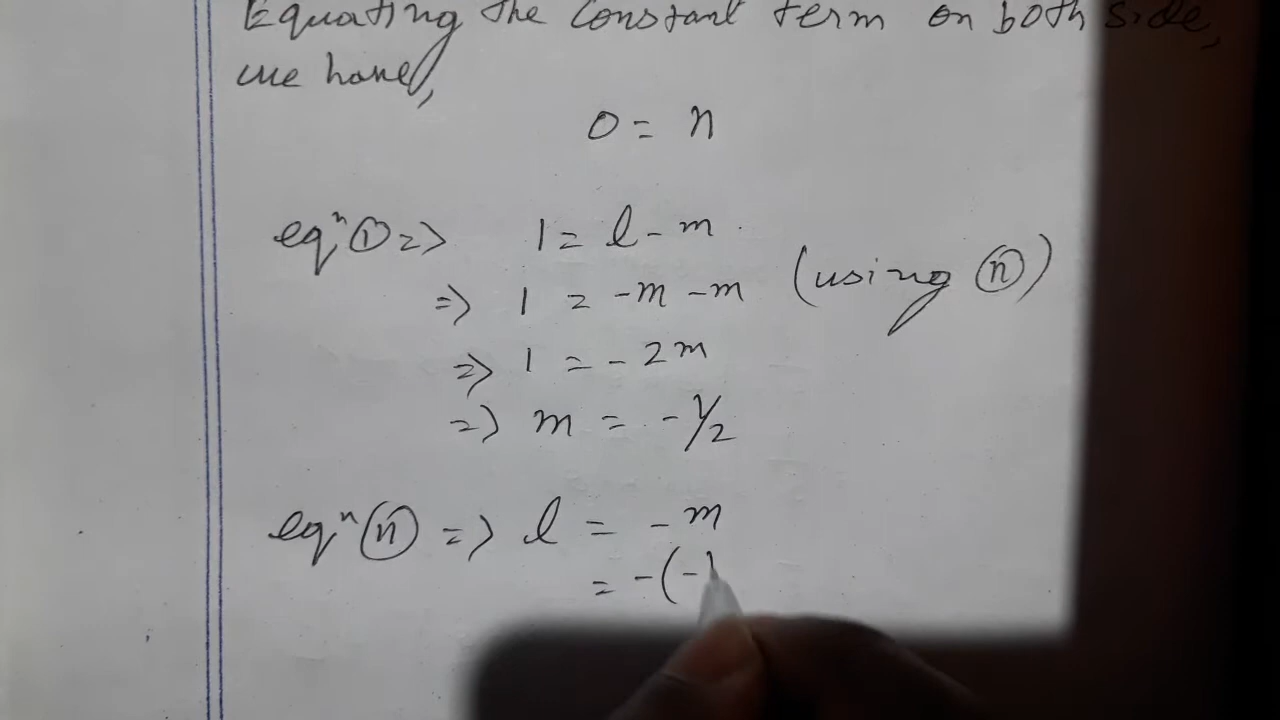 Equating the constant term on both side,
we have,
0 = n
eqⁿ ① => 1 = l - m
=> 1 = -m - m (using ⓝ)
=> 1 = - 2m
=> m = - 1/2
eqⁿ ⓝ => l = - m
= -(-1